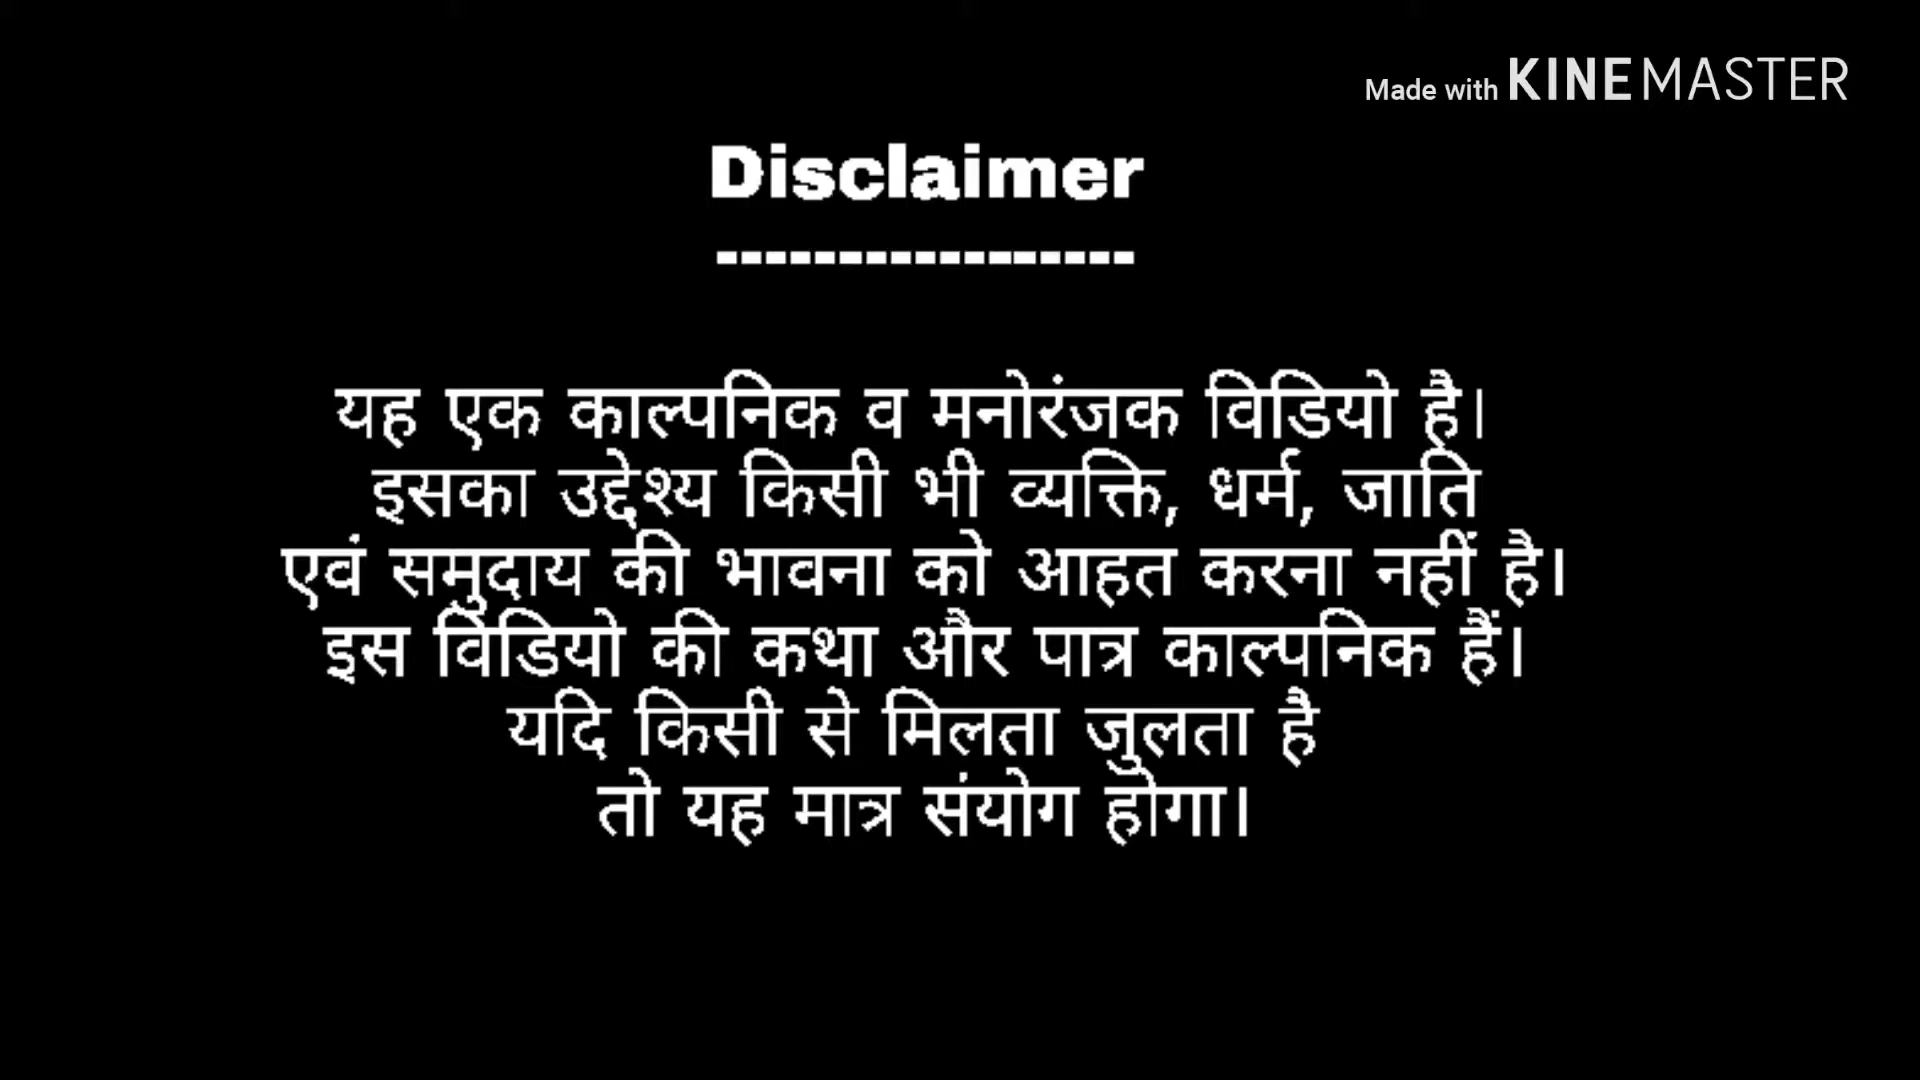 Made with KINEMASTER
Disclaimer
-----------------
यह एक काल्पनिक व मनोरंजक विडियो है।
इसका उद्देश्य किसी भी व्यक्ति, धर्म, जाति
एवं समुदाय की भावना को आहत करना नहीं है।
इस विडियो की कथा और पात्र काल्पनिक हैं।
यदि किसी से मिलता जुलता है
तो यह मात्र संयोग होगा।